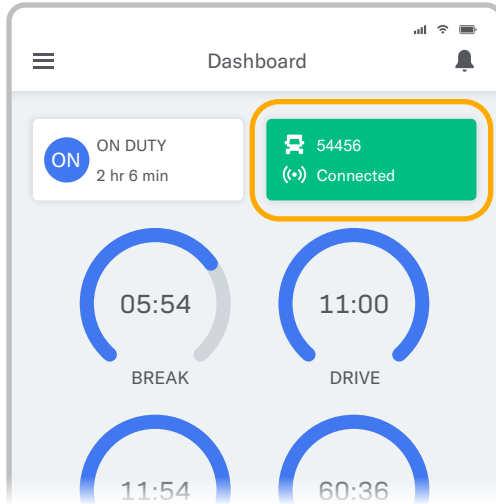 Dashboard
ON
ON DUTY
2 hr 6 min
54456
Connected
05:54
11:00
BREAK
DRIVE
11:54
60:36